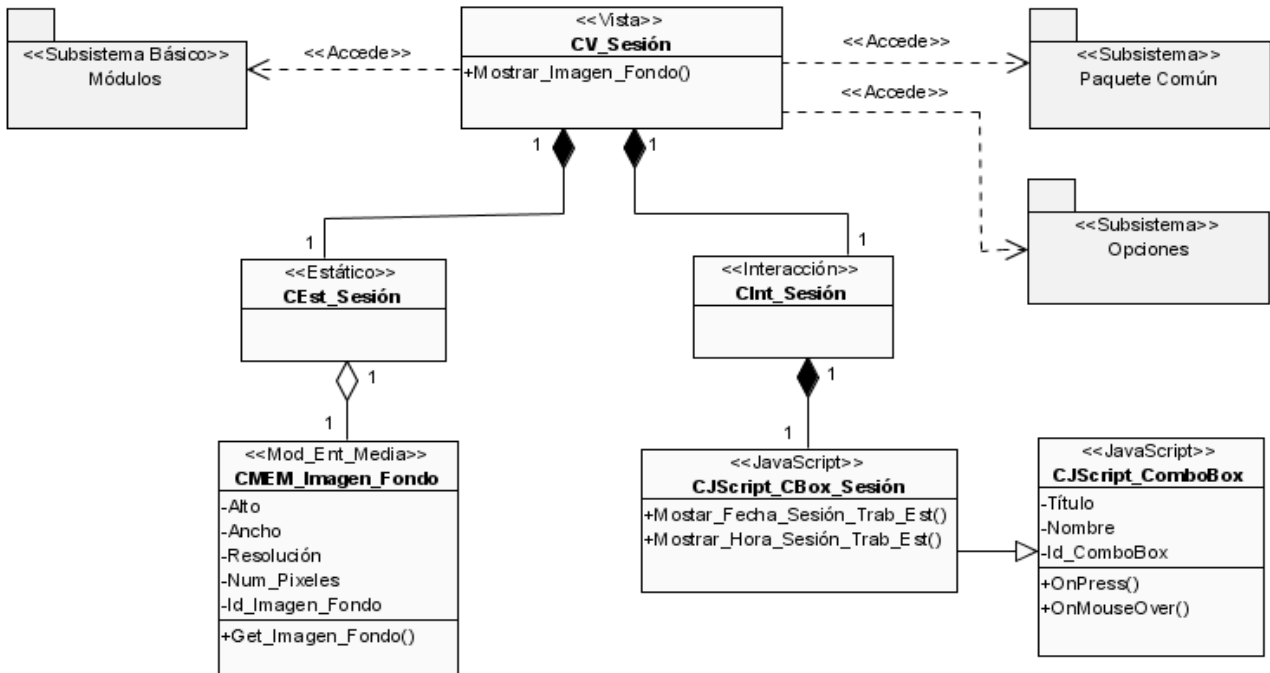 <<Subsistema Básico>>
Módulos
<<Accede>>
<<Vista>>
CV_Sesión
+Mostrar_Imagen_Fondo()
<<Accede>>
<<Accede>>
<<Subsistema>>
Paquete Común
<<Subsistema>>
Opciones
1
1
1
1
<<Estático>>
CEst_Sesión
<<Interacción>>
CInt_Sesión
1
1
1
1
<<Mod_Ent_Media>>
CMEM_Imagen_Fondo
-Alto
-Ancho
-Resolución
-Num_Pixeles
-Id_Imagen_Fondo
+Get_Imagen_Fondo()
<<JavaScript>>
CJScript_CBox_Sesión
+Mostar_Fecha_Sesión_Trab_Est()
+Mostrar_Hora_Sesión_Trab_Est()
<<JavaScript>>
CJScript_ComboBox
-Título
-Nombre
-Id_ComboBox
+OnPress()
+OnMouseOver()